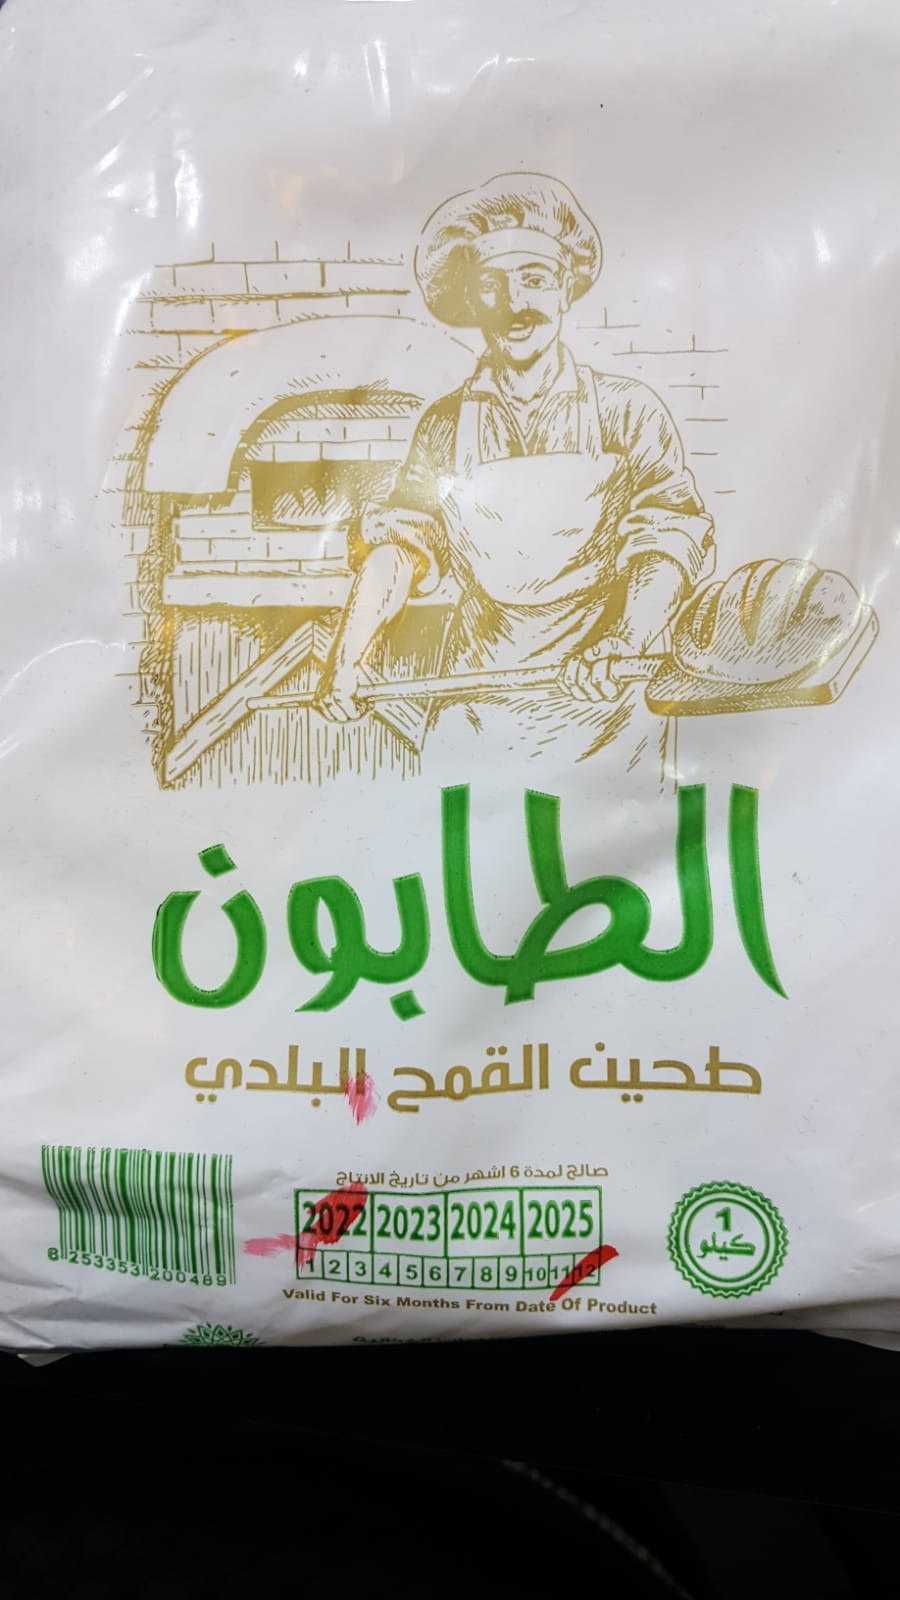 الطابون
طحين القمح البلدي
صالح لمدة 6 اشهر من تاريخ الانتاج
2022 2023 2024 2025
1 2 3 4 5 6 7 8 9 10 11 12
Valid For Six Months From Date Of Product
1
كيلو
8 253353 200489